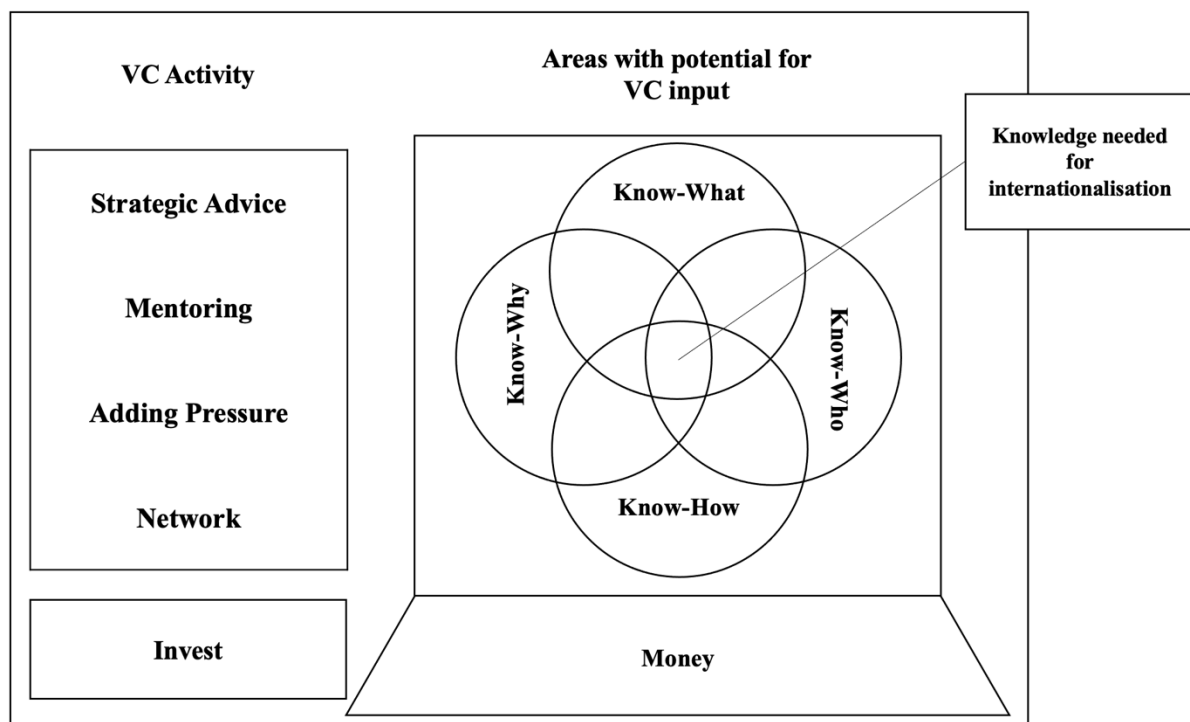 VC Activity
Areas with potential for
VC input
Knowledge needed
for
internationalisation
Strategic Advice
Mentoring
Adding Pressure
Network
Know-What
Know-Why
Know-Who
Know-How
Invest
Money